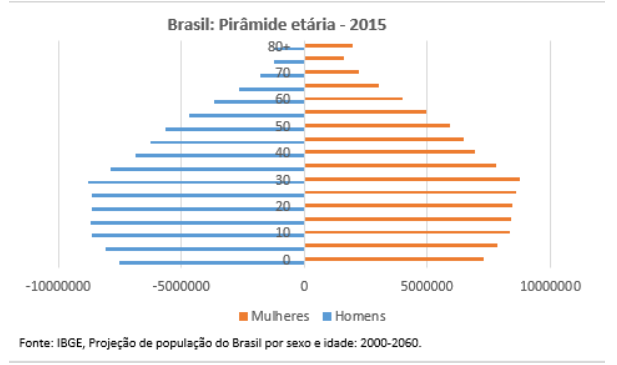 Brasil: Pirâmide etária - 2015
80+
70
60
50
40
30
20
10
0
-10000000 -5000000 0 5000000 10000000
Mulheres Homens
Fonte: IBGE, Projeção de população do Brasil por sexo e idade: 2000-2060.